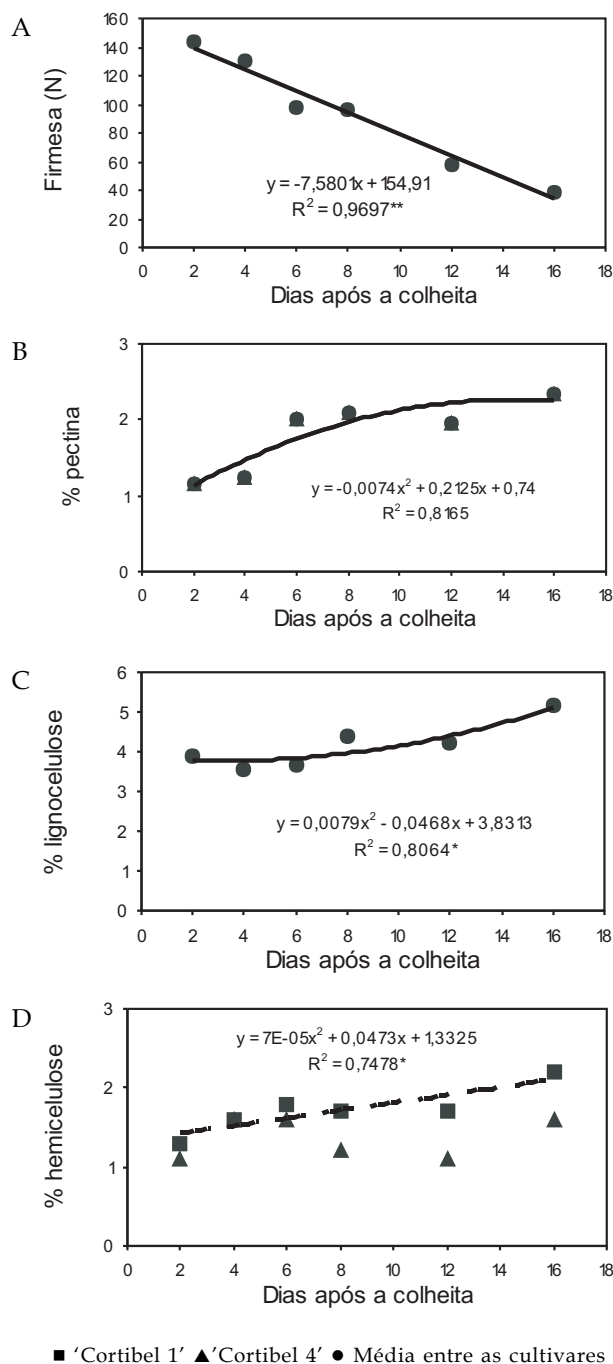 A
Firmesa (N)
160
140
120
100
80
60
40
20
0
y = -7,5801x + 154,91
R² = 0,9697**
0 2 4 6 8 10 12 14 16 18
Dias após a colheita
B
% pectina
3
2
1
0
y = -0,0074x² + 0,2125x + 0,74
R² = 0,8165
0 2 4 6 8 10 12 14 16 18
Dias após a colheita
C
% lignocelulose
6
5
4
3
2
1
0
y = 0,0079x² - 0,0468x + 3,8313
R² = 0,8064*
0 2 4 6 8 10 12 14 16 18
Dias após a colheita
D
% hemicelulose
3
2
1
0
y = 7E-05x² + 0,0473x + 1,3325
R² = 0,7478*
0 2 4 6 8 10 12 14 16 18
Dias após a colheita
■ 'Cortibel 1' ▲'Cortibel 4' ● Média entre as cultivares